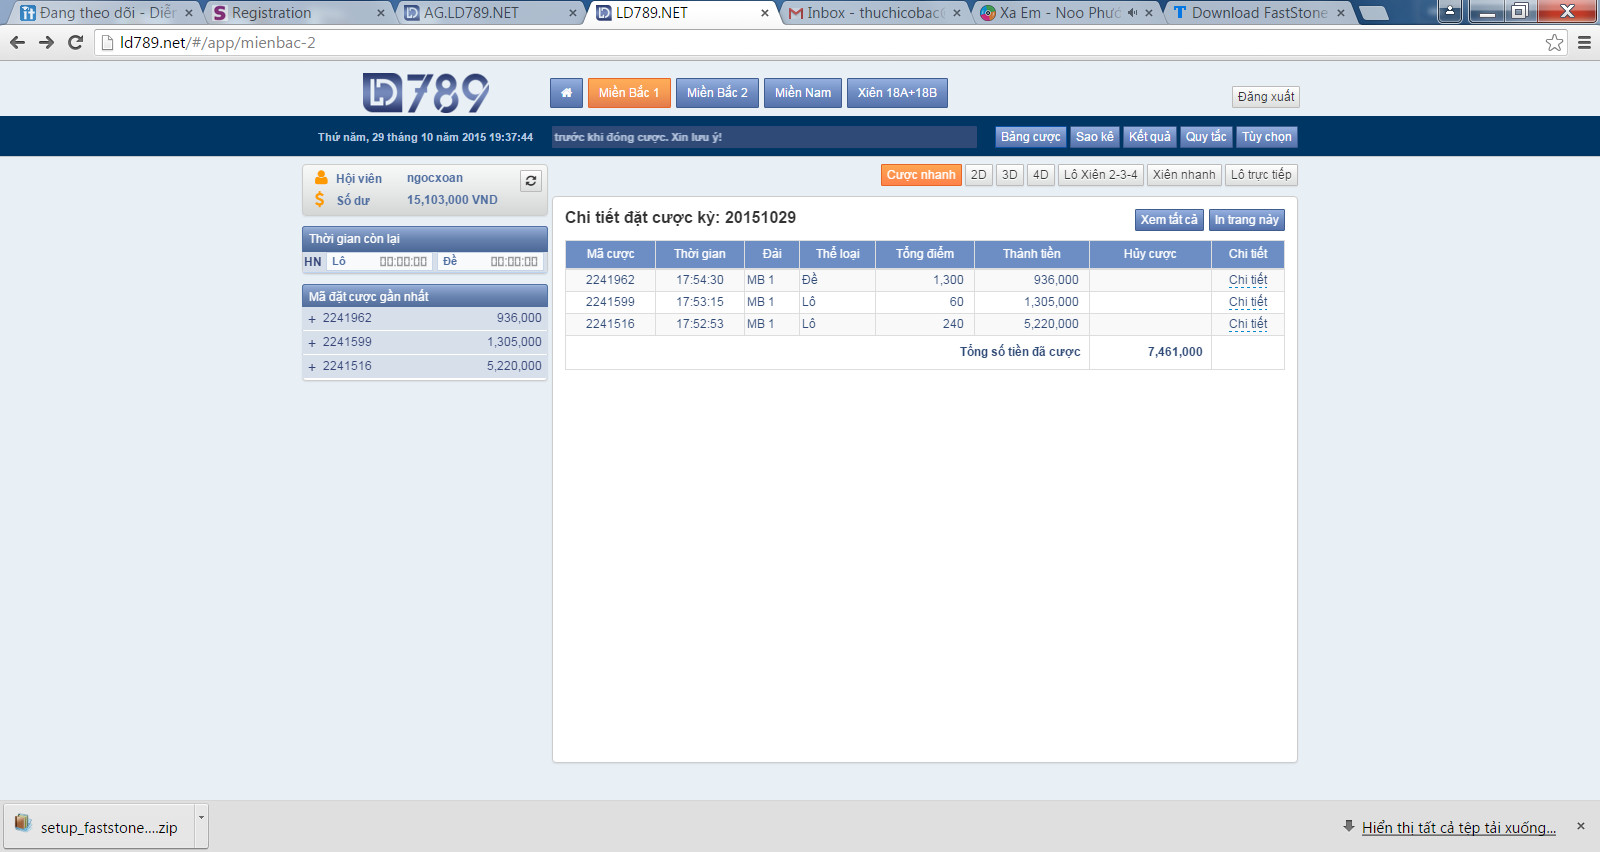 Đang theo dõi - Diễn
Registration
AG.LD789.NET
LD789.NET
Inbox - thuchicobac@
Xa Em - Noo Phướ
Download FastStone
ld789.net/#/app/mienbac-2
LD789
Miền Bắc 1
Miền Bắc 2
Miền Nam
Xiên 18A+18B
Đăng xuất
Thứ năm, 29 tháng 10 năm 2015 19:37:44
trước khi đóng cược. Xin lưu ý!
Bảng cược
Sao kê
Kết quả
Quy tắc
Tùy chọn
Hội viên ngocxoan
Số dư 15,103,000 VND
Cược nhanh
2D
3D
4D
Lô Xiên 2-3-4
Xiên nhanh
Lô trực tiếp
Thời gian còn lại
HN Lô 00:00:00 Đề 00:00:00
Mã đặt cược gần nhất
+ 2241962 936,000
+ 2241599 1,305,000
+ 2241516 5,220,000
Chi tiết đặt cược kỳ: 20151029
Xem tất cả
In trang này
Mã cược Thời gian Đài Thể loại Tổng điểm Thành tiền Hủy cược Chi tiết
2241962 17:54:30 MB 1 Đề 1,300 936,000 Chi tiết
2241599 17:53:15 MB 1 Lô 60 1,305,000 Chi tiết
2241516 17:52:53 MB 1 Lô 240 5,220,000 Chi tiết
Tổng số tiền đã cược 7,461,000
setup_faststone....zip
Hiển thị tất cả tệp tải xuống...